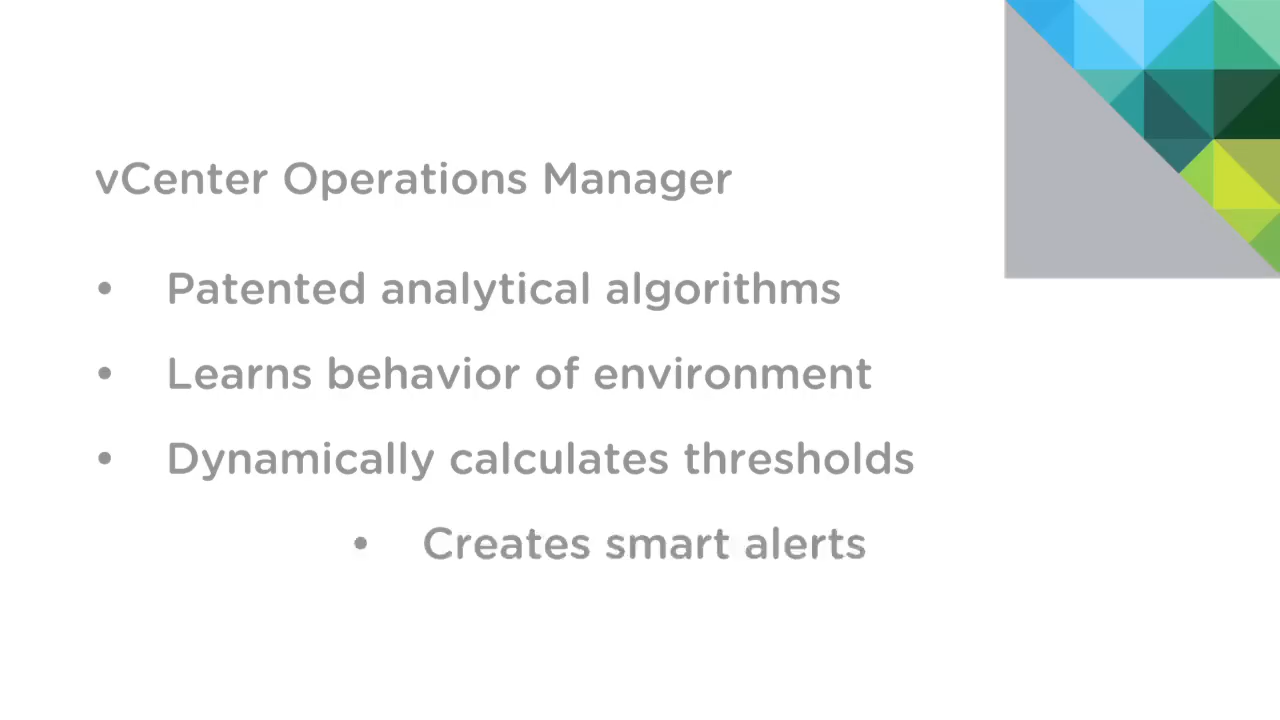 vCenter Operations Manager
• Patented analytical algorithms
• Learns behavior of environment
• Dynamically calculates thresholds
• Creates smart alerts